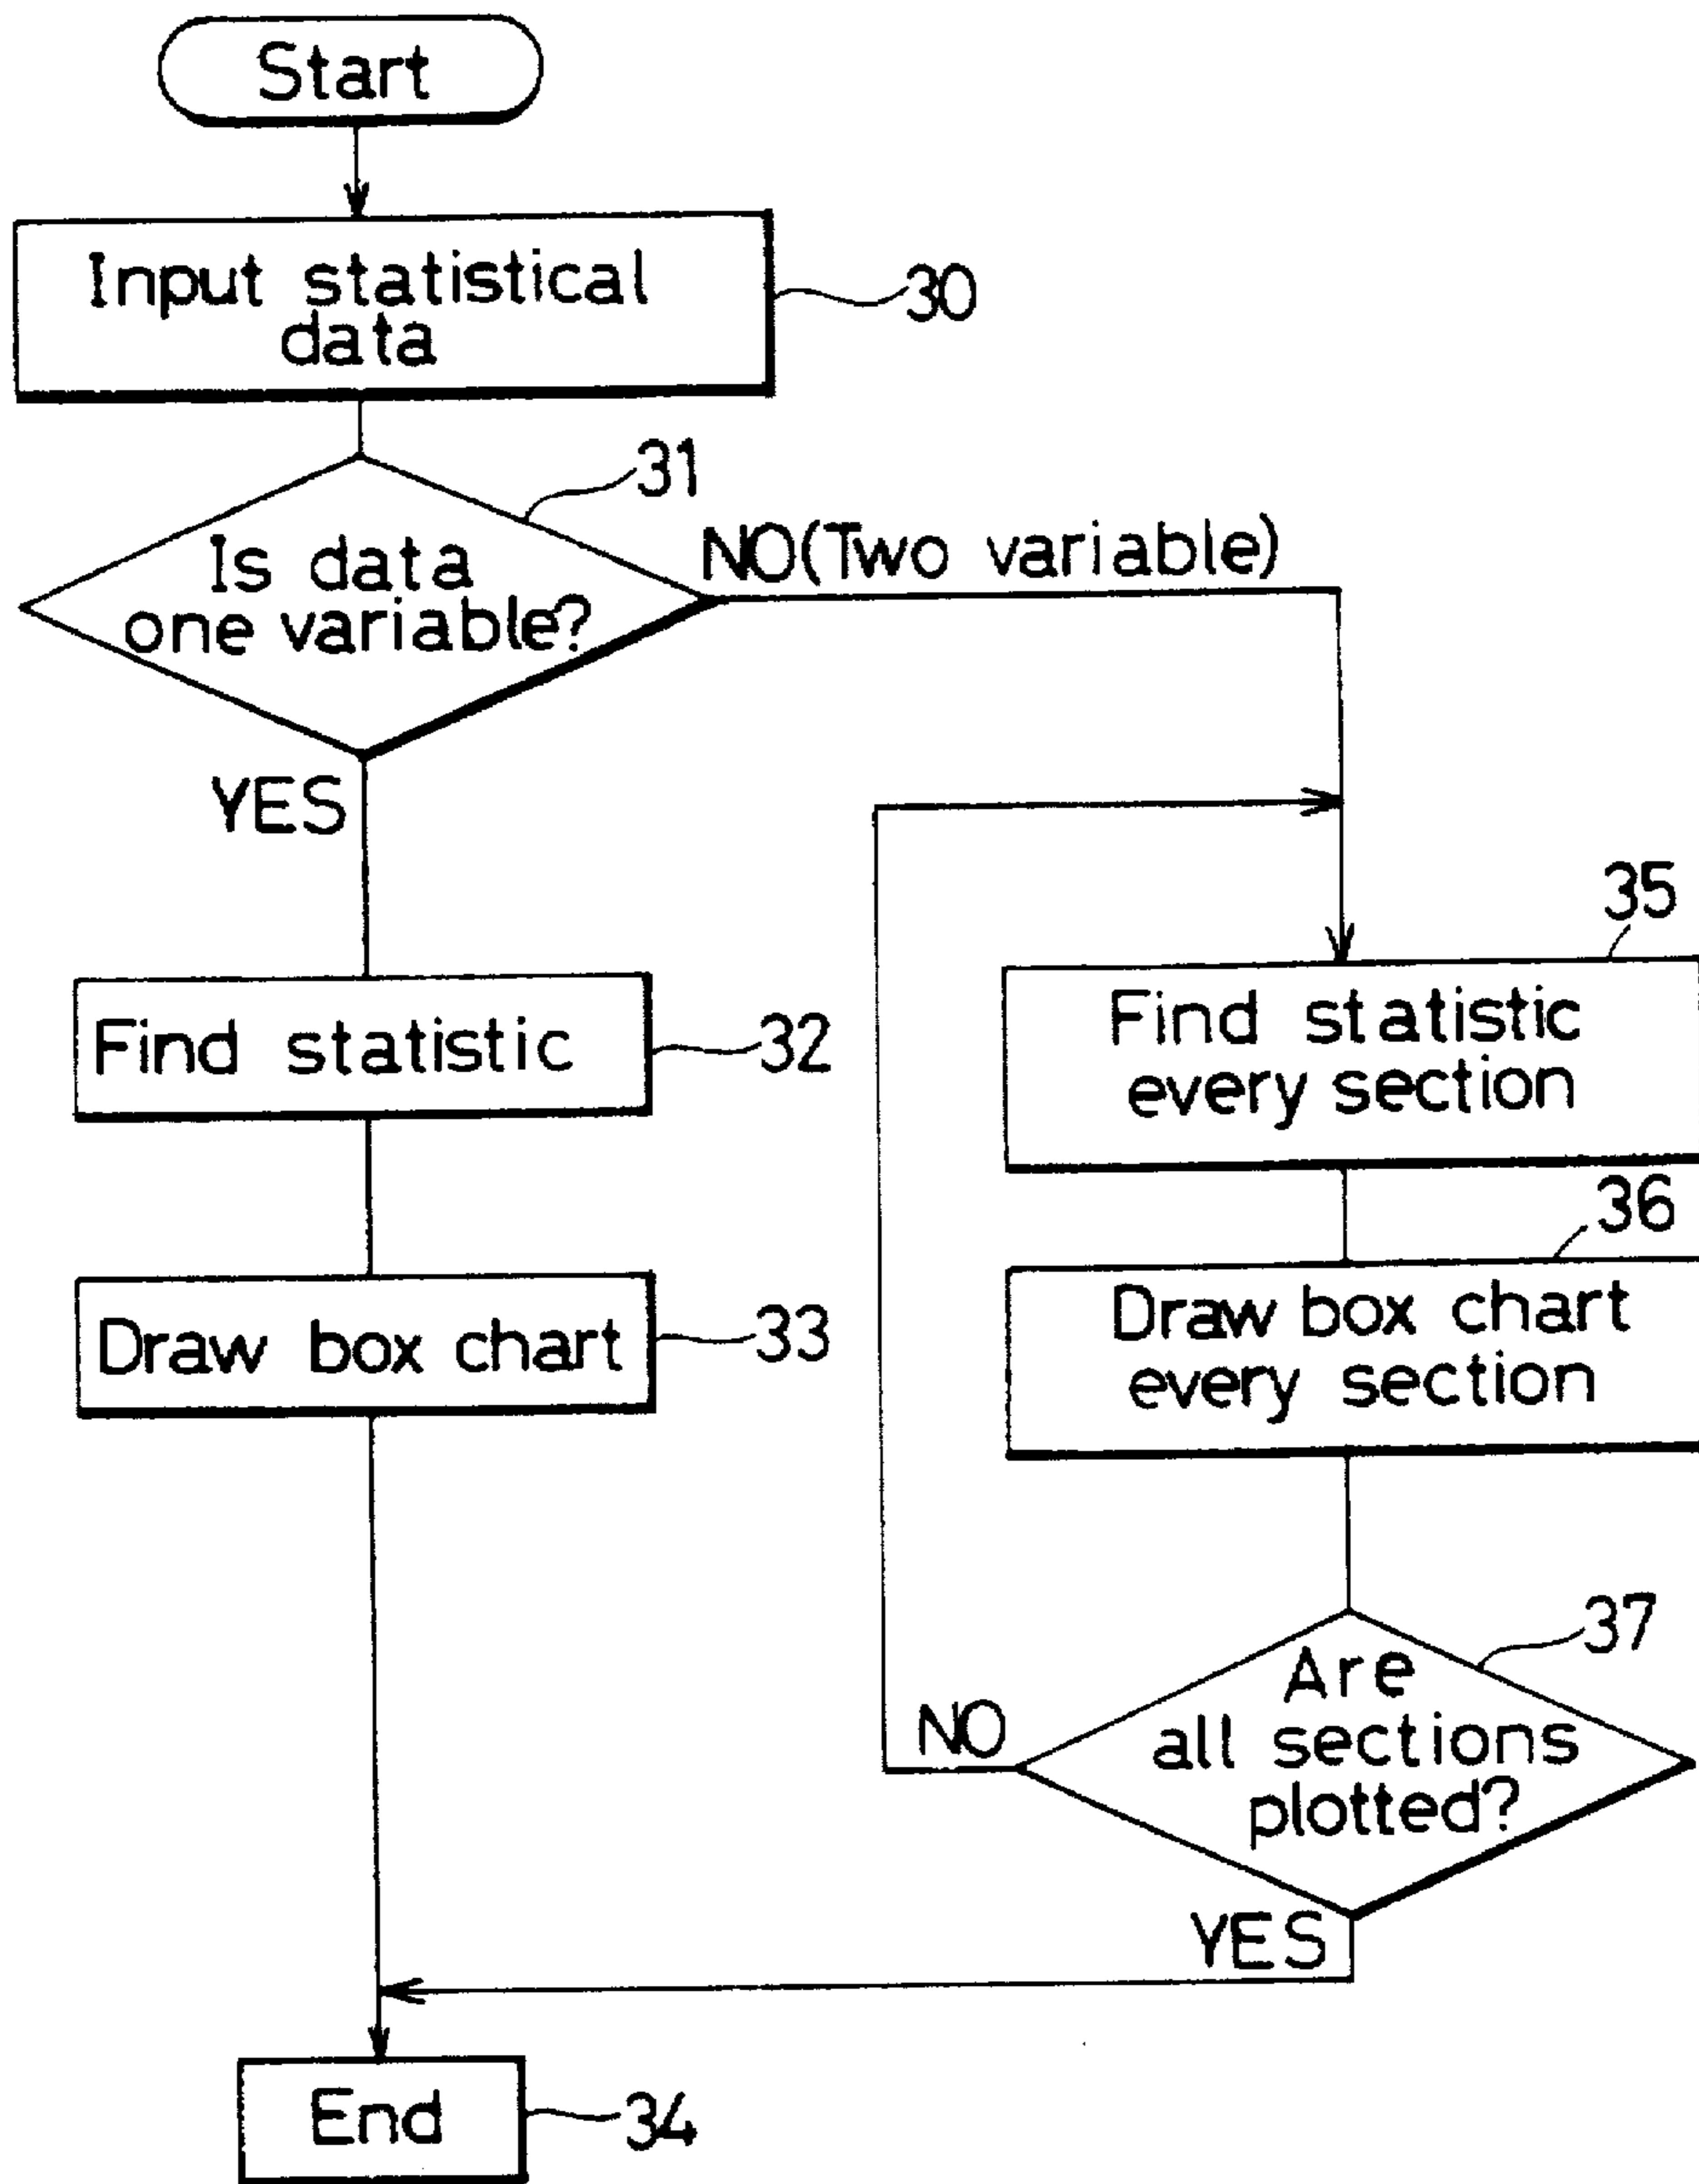 Start
Input statistical
data
30
31
Is data
one variable?
NO(Two variable)
YES
Find statistic
32
Draw box chart
33
35
Find statistic
every section
36
Draw box chart
every section
37
Are
all sections
plotted?
NO
YES
End
34